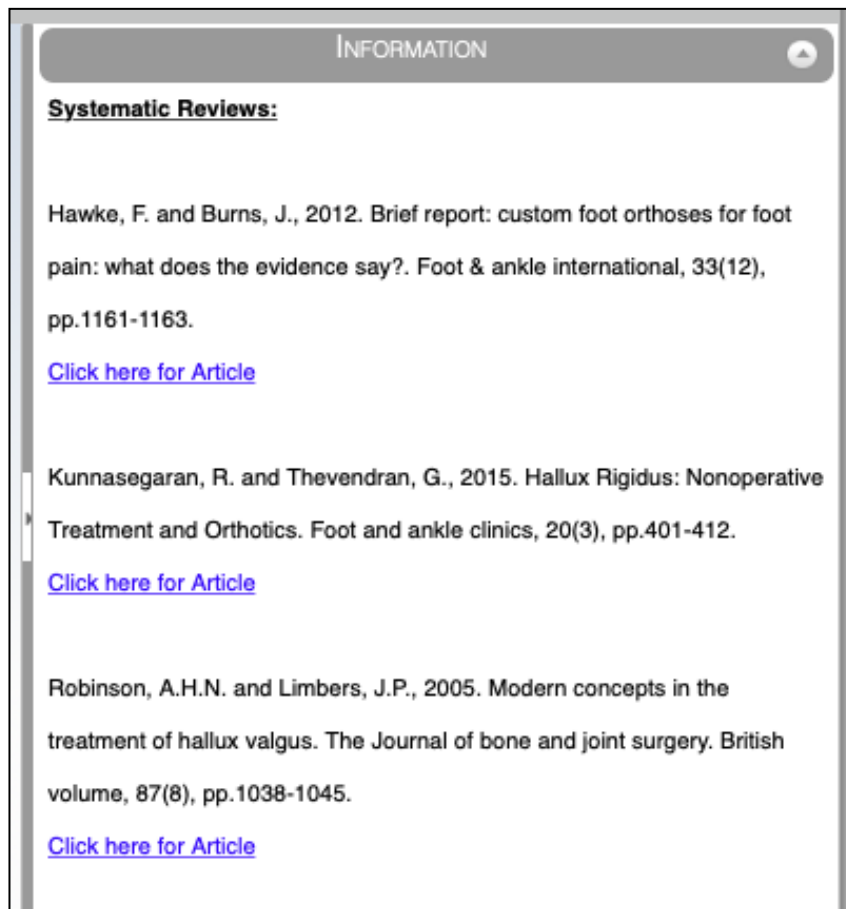 INFORMATION
Systematic Reviews:
Hawke, F. and Burns, J., 2012. Brief report: custom foot orthoses for foot
pain: what does the evidence say?. Foot & ankle international, 33(12),
pp.1161-1163.
Click here for Article
Kunnasegaran, R. and Thevendran, G., 2015. Hallux Rigidus: Nonoperative
Treatment and Orthotics. Foot and ankle clinics, 20(3), pp.401-412.
Click here for Article
Robinson, A.H.N. and Limbers, J.P., 2005. Modern concepts in the
treatment of hallux valgus. The Journal of bone and joint surgery. British
volume, 87(8), pp.1038-1045.
Click here for Article